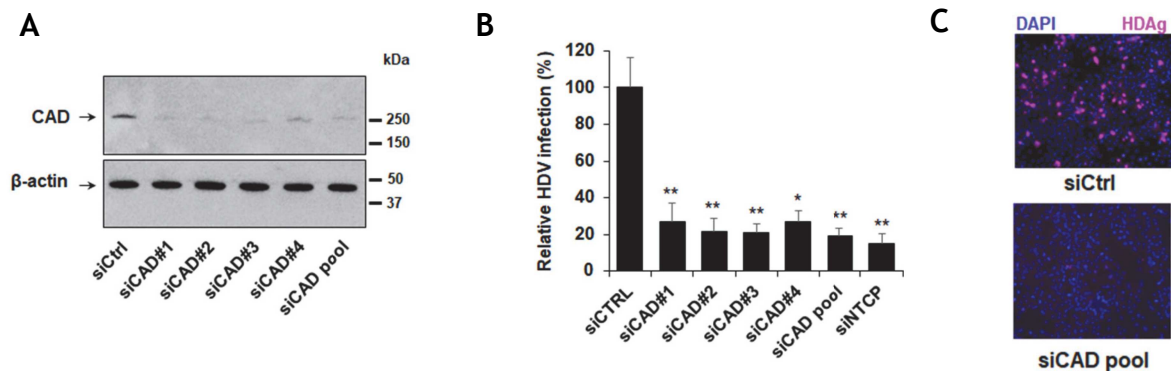 A
kDa
CAD
250
150
β-actin
50
37
siCtrl
siCAD#1
siCAD#2
siCAD#3
siCAD#4
siCAD pool
B
Relative HDV infection (%)
120
100
80
60
40
20
0
**
**
**
*
**
**
siCTRL
siCAD#1
siCAD#2
siCAD#3
siCAD#4
siCAD pool
siNTCP
C
DAPI HDAg
siCtrl
siCAD pool